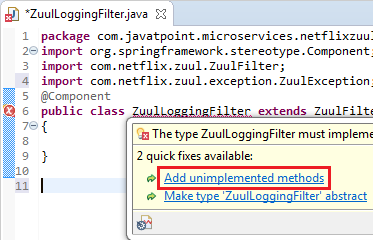 *ZuulLoggingFilter.java
1 package com.javatpoint.microservices.netflixzuul
2 import org.springframework.stereotype.Component;
3 import com.netflix.zuul.ZuulFilter;
4 import com.netflix.zuul.exception.ZuulException;
5 @Component
6 public class ZuulLoggingFilter extends ZuulFilte
7 {
8
9 }
10
11
The type ZuulLoggingFilter must impleme
2 quick fixes available:
Add unimplemented methods
Make type 'ZuulLoggingFilter' abstract